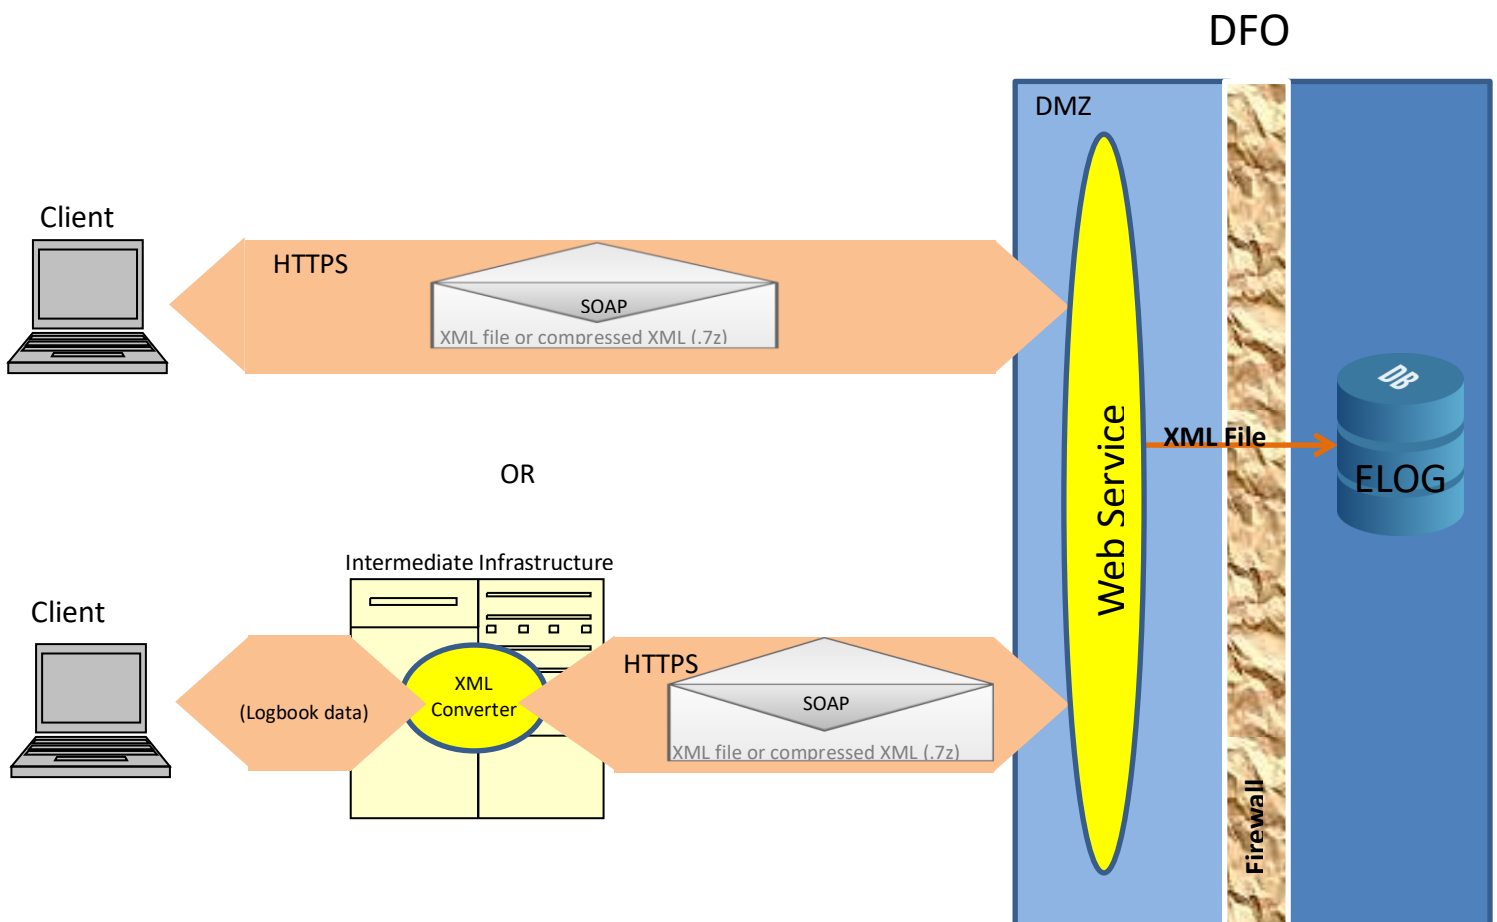 DFO
DMZ
Client
HTTPS
SOAP
XML file or compressed XML (.7z)
DB
Web Service
XML File
ELOG
OR
Intermediate Infrastructure
Client
HTTPS
XML
Converter
(Logbook data)
SOAP
XML file or compressed XML (.7z)
Firewall